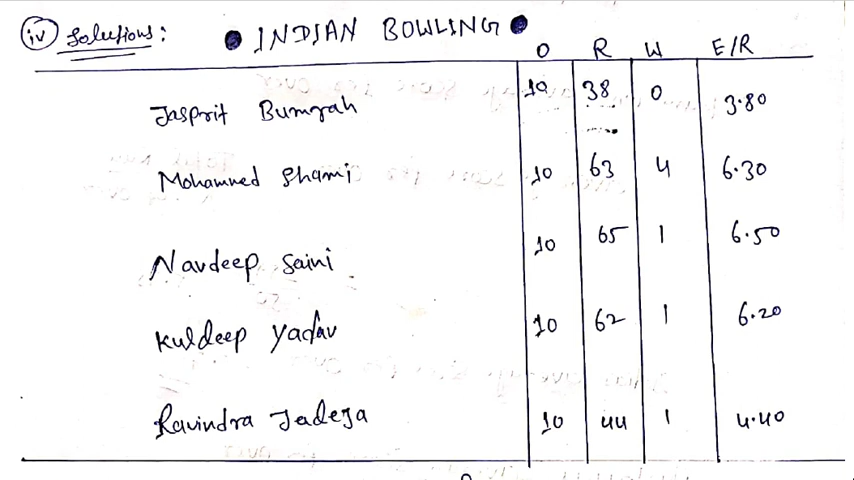 iv Solutions: • INDIAN BOWLING •
O R W E/R
Jasprit Bumrah 10 38 0 3.80
Mohammed Shami 10 63 4 6.30
Navdeep Saini 10 65 1 6.50
Kuldeep Yadav 10 62 1 6.20
Ravindra Jadeja 10 44 1 4.40